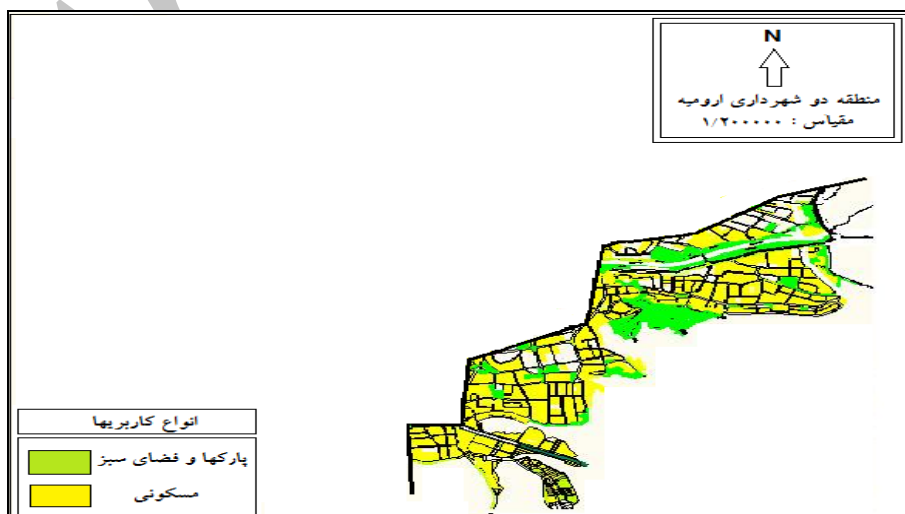 N
منطقه دو شهرداری ارومیه
مقیاس : ۱/۲۰۰۰۰۰
انواع کاربریها
پارکها و فضای سبز
مسکونی